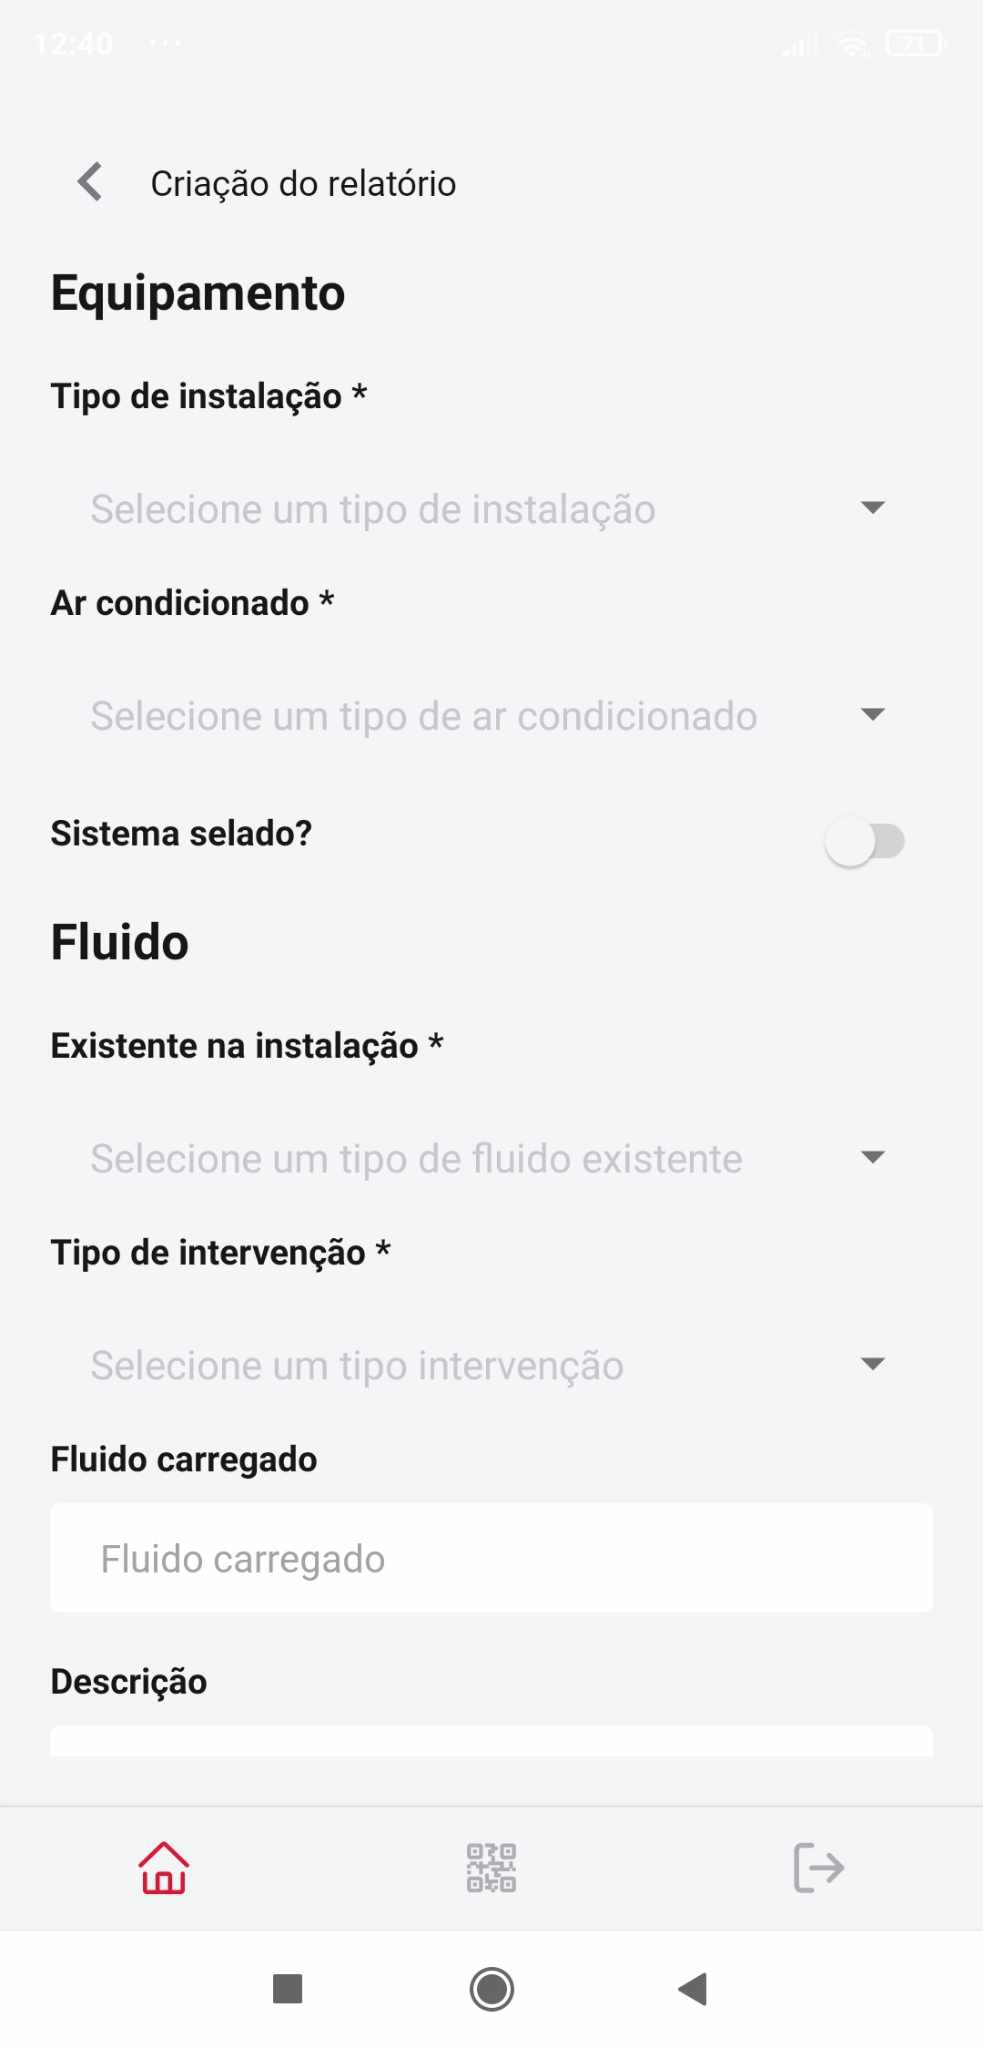 12:40 ...
71
Criação do relatório
Equipamento
Tipo de instalação *
Selecione um tipo de instalação
Ar condicionado *
Selecione um tipo de ar condicionado
Sistema selado?
Fluido
Existente na instalação *
Selecione um tipo de fluido existente
Tipo de intervenção *
Selecione um tipo intervenção
Fluido carregado
Fluido carregado
Descrição